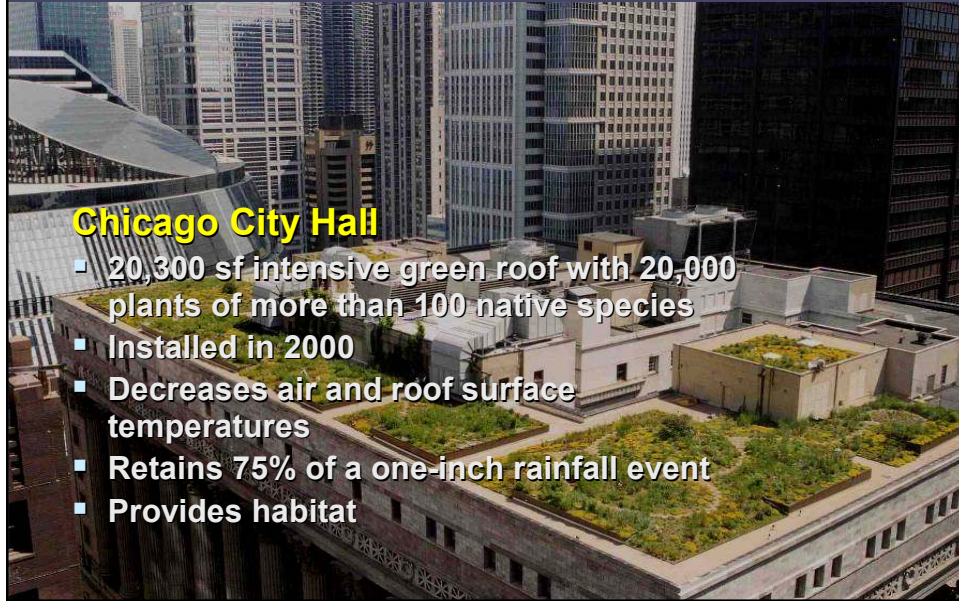 Chicago City Hall
▪ 20,300 sf intensive green roof with 20,000
plants of more than 100 native species
▪ Installed in 2000
▪ Decreases air and roof surface
temperatures
▪ Retains 75% of a one-inch rainfall event
▪ Provides habitat